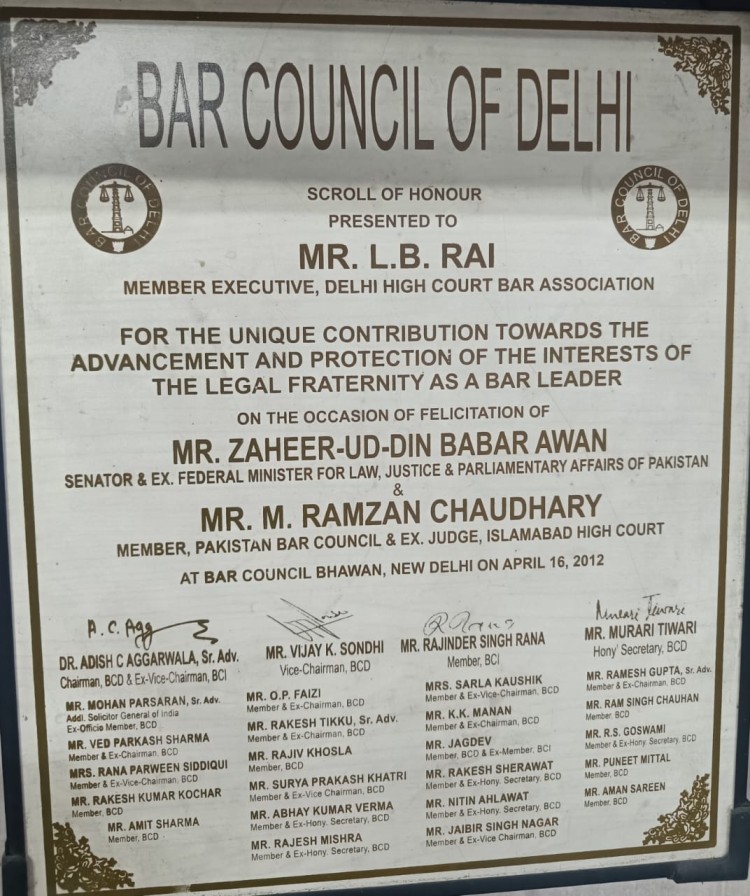 BAR COUNCIL OF DELHI
BAR COUNCIL OF DELHI
BAR COUNCIL OF DELHI
SCROLL OF HONOUR
PRESENTED TO
MR. L.B. RAI
MEMBER EXECUTIVE, DELHI HIGH COURT BAR ASSOCIATION
FOR THE UNIQUE CONTRIBUTION TOWARDS THE
ADVANCEMENT AND PROTECTION OF THE INTERESTS OF
THE LEGAL FRATERNITY AS A BAR LEADER
ON THE OCCASION OF FELICITATION OF
MR. ZAHEER-UD-DIN BABAR AWAN
SENATOR & EX. FEDERAL MINISTER FOR LAW, JUSTICE & PARLIAMENTARY AFFAIRS OF PAKISTAN
&
MR. M. RAMZAN CHAUDHARY
MEMBER, PAKISTAN BAR COUNCIL & EX. JUDGE, ISLAMABAD HIGH COURT
AT BAR COUNCIL BHAWAN, NEW DELHI ON APRIL 16, 2012
A.C. Agg
DR. ADISH C AGGARWALA, Sr. Adv.
Chairman, BCD & Ex-Vice-Chairman, BCI
MR. VIJAY K. SONDHI
Vice-Chairman, BCD
R Rana
MR. RAJINDER SINGH RANA
Member, BCI
Murari Tiwari
MR. MURARI TIWARI
Hony' Secretary, BCD
MR. MOHAN PARSARAN, Sr. Adv.
Addl. Solicitor General of India
Ex-Officio Member, BCD
MR. VED PARKASH SHARMA
Member & Ex-Chairman, BCD
MRS. RANA PARWEEN SIDDIQUI
Member & Ex-Vice-Chairman, BCD
MR. RAKESH KUMAR KOCHAR
Member, BCD
MR. AMIT SHARMA
Member, BCD
MR. O.P. FAIZI
Member & Ex-Chairman, BCD
MR. RAKESH TIKKU, Sr. Adv.
Member & Ex-Chairman, BCD
MR. RAJIV KHOSLA
Member, BCD
MR. SURYA PRAKASH KHATRI
Member & Ex-Vice Chairman, BCD
MR. ABHAY KUMAR VERMA
Member & Ex-Hony. Secretary, BCD
MR. RAJESH MISHRA
Member & Ex-Hony. Secretary, BCD
MRS. SARLA KAUSHIK
Member & Ex-Vice-Chairman, BCD
MR. K.K. MANAN
Member & Ex-Chairman, BCD
MR. JAGDEV
Member, BCD & Ex-Member, BCI
MR. RAKESH SHERAWAT
Member & Ex-Hony. Secretary, BCD
MR. NITIN AHLAWAT
Member & Ex-Hony. Secretary, BCD
MR. JAIBIR SINGH NAGAR
Member & Ex-Vice Chairman, BCD
MR. RAMESH GUPTA, Sr. Adv.
Member & Ex-Chairman, BCD
MR. RAM SINGH CHAUHAN
Member, BCD
MR. R.S. GOSWAMI
Member & Ex-Hony. Secretary, BCD
MR. PUNEET MITTAL
Member, BCD
MR. AMAN SAREEN
Member, BCD